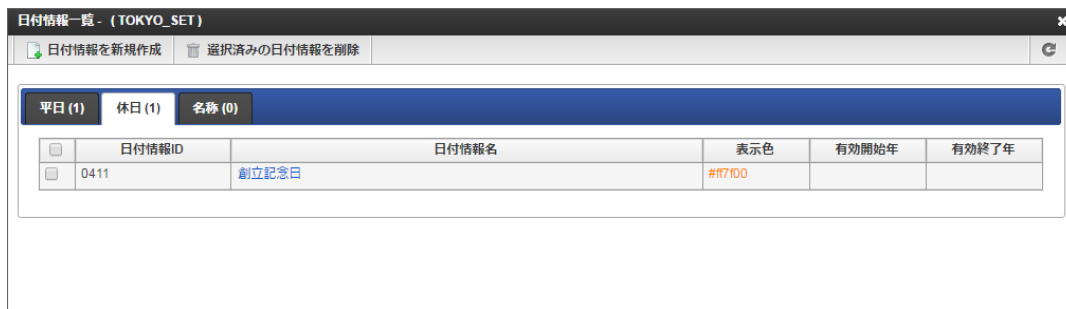 日付情報一覧 - ( TOKYO_SET )
日付情報を新規作成 選択済みの日付情報を削除
平日 (1) 休日 (1) 名称 (0)
日付情報ID 日付情報名 表示色 有効開始年 有効終了年
0411 創立記念日 #ff7f00